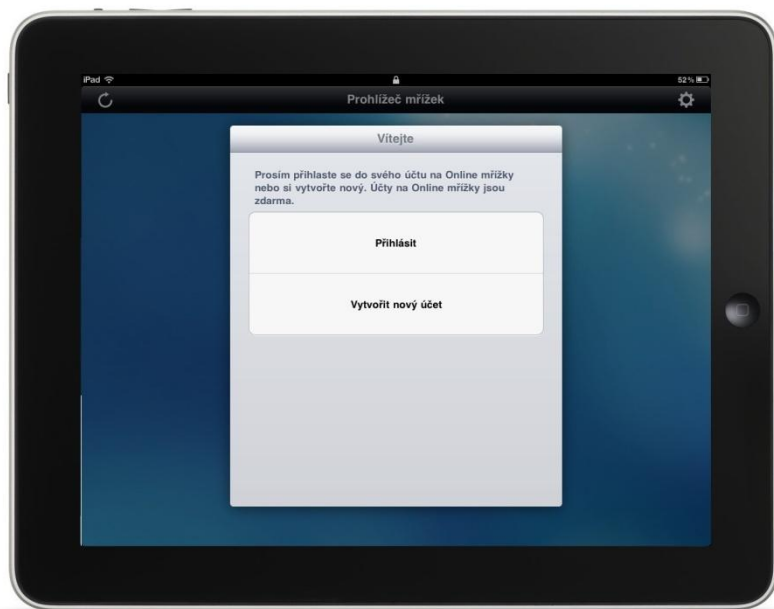 iPad
52%
Prohlížeč mřížek
Vítejte
Prosím přihlaste se do svého účtu na Online mřížky
nebo si vytvořte nový. Účty na Online mřížky jsou
zdarma.
Přihlásit
Vytvořit nový účet